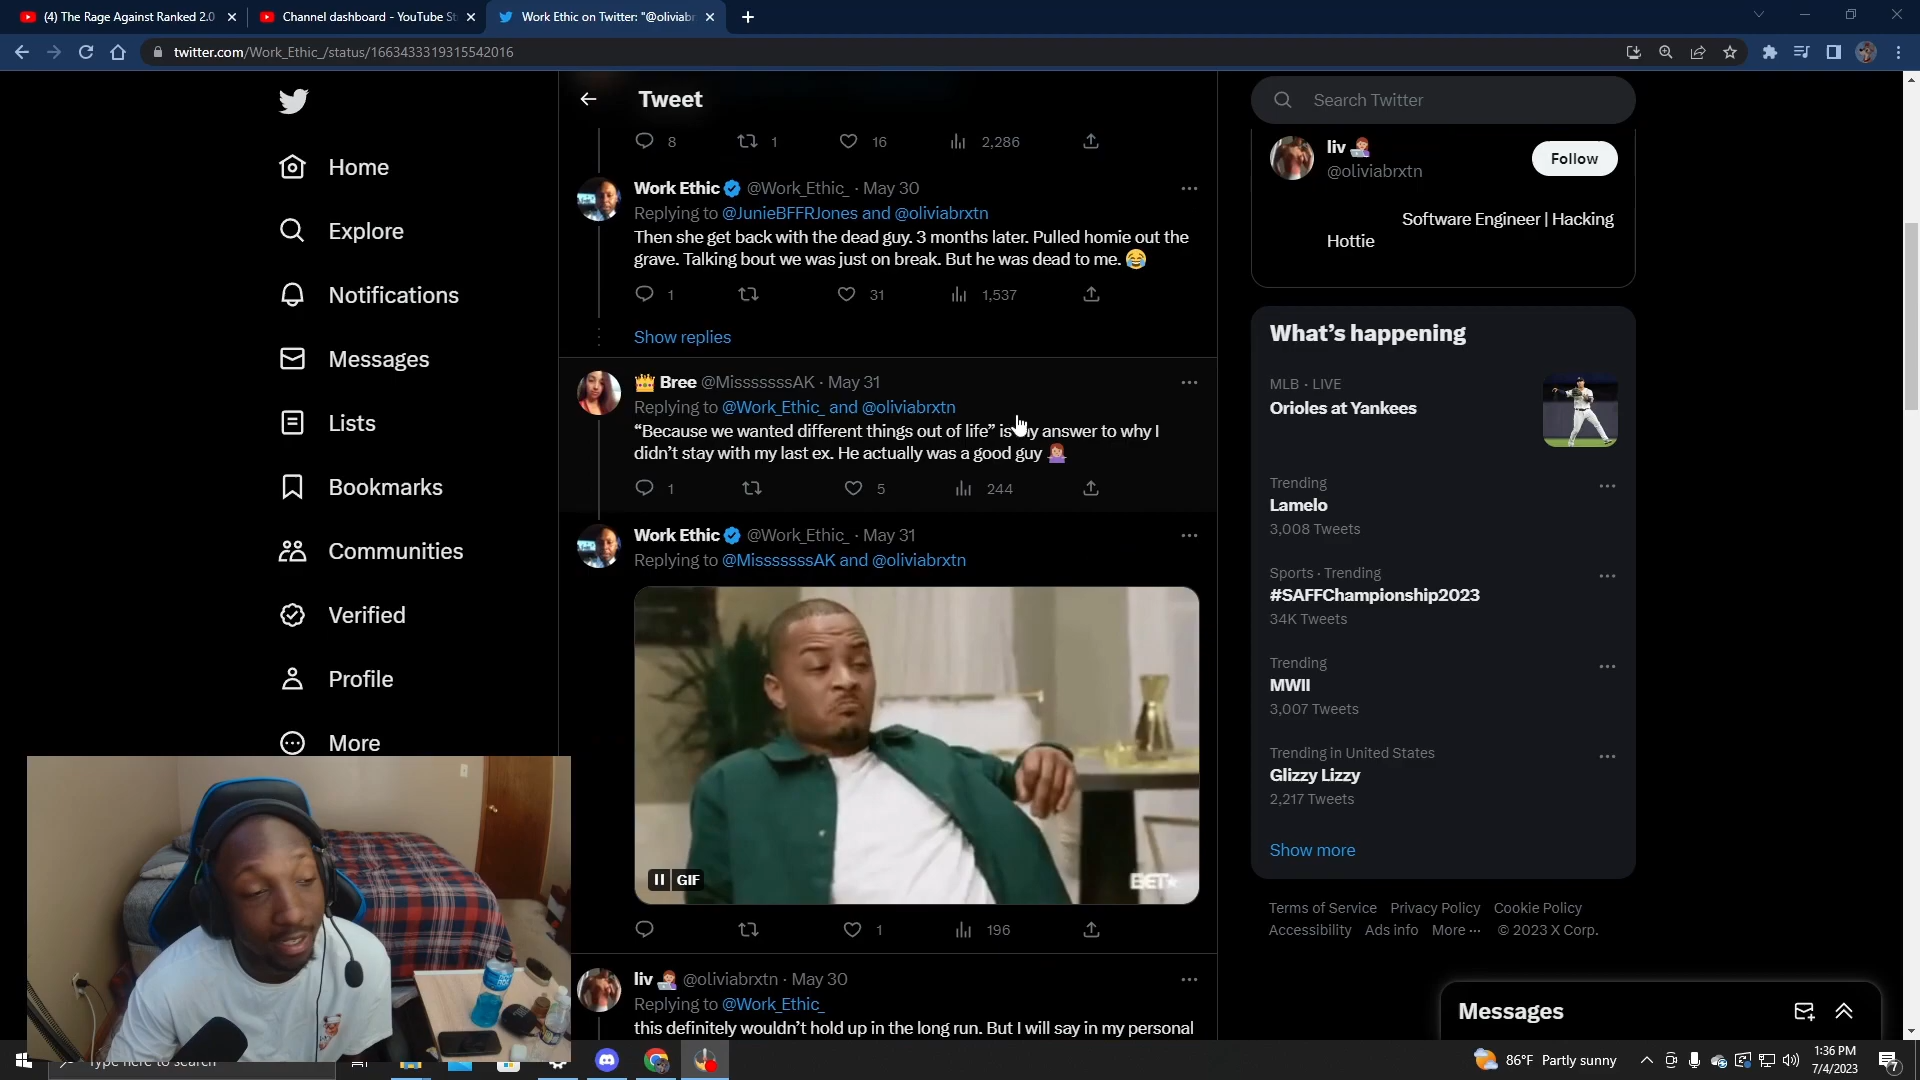 (4) The Rage Against Ranked 2.0
Channel dashboard - YouTube St
Work Ethic on Twitter: "@oliviabr
twitter.com/Work_Ethic_/status/1663433319315542016
Tweet
Search Twitter
Home
Explore
Notifications
Messages
Lists
Bookmarks
Communities
Verified
Profile
More
8 1 16 2,286
Work Ethic @Work_Ethic_ · May 30
Replying to @JunieBFFRJones and @oliviabrxtn
Then she get back with the dead guy. 3 months later. Pulled homie out the
grave. Talking bout we was just on break. But he was dead to me. 😂
1 31 1,537
Show replies
👑 Bree @MisssssssAK · May 31
Replying to @Work_Ethic_ and @oliviabrxtn
“Because we wanted different things out of life” is my answer to why I
didn’t stay with my last ex. He actually was a good guy 🤷🏽‍♀️
1 5 244
Work Ethic @Work_Ethic_ · May 31
Replying to @MisssssssAK and @oliviabrxtn
GIF
BET
1 196
liv 👩🏽‍💻 @oliviabrxtn · May 30
Replying to @Work_Ethic_
this definitely wouldn’t hold up in the long run. But I will say in my personal
liv 👩🏽‍💻
@oliviabrxtn
Follow
Software Engineer | Hacking
Hottie
What’s happening
MLB · LIVE
Orioles at Yankees
Trending
Lamelo
3,008 Tweets
Sports · Trending
#SAFFChampionship2023
34K Tweets
Trending
MWII
3,007 Tweets
Trending in United States
Glizzy Lizzy
2,217 Tweets
Show more
Terms of Service Privacy Policy Cookie Policy
Accessibility Ads info More ··· © 2023 X Corp.
Messages
Type here to search
86°F Partly sunny
1:36 PM
7/4/2023
7